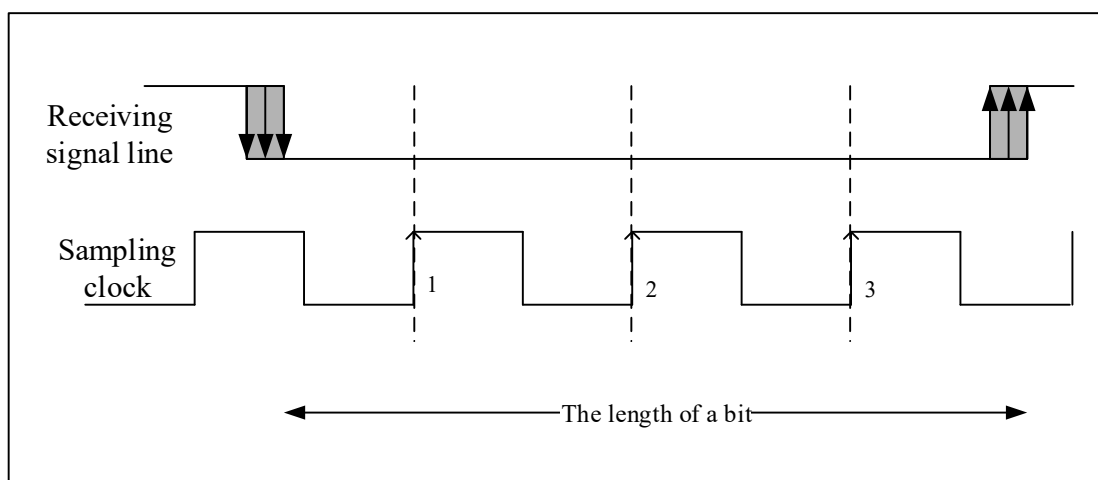 Receiving
signal line
Sampling
clock
1
2
3
The length of a bit